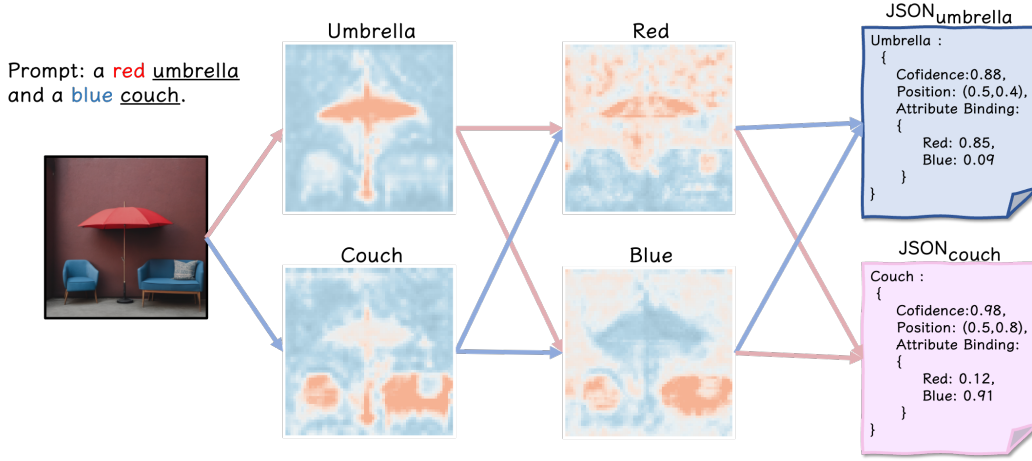 Prompt: a red umbrella
and a blue couch.
Umbrella
Red
Couch
Blue
JSONumbrella
Umbrella :
{
Cofidence:0.88,
Position: (0.5,0.4),
Attribute Binding:
{
Red: 0.85,
Blue: 0.09
}
}
JSONcouch
Couch :
{
Cofidence:0.98,
Position: (0.5,0.8),
Attribute Binding:
{
Red: 0.12,
Blue: 0.91
}
}